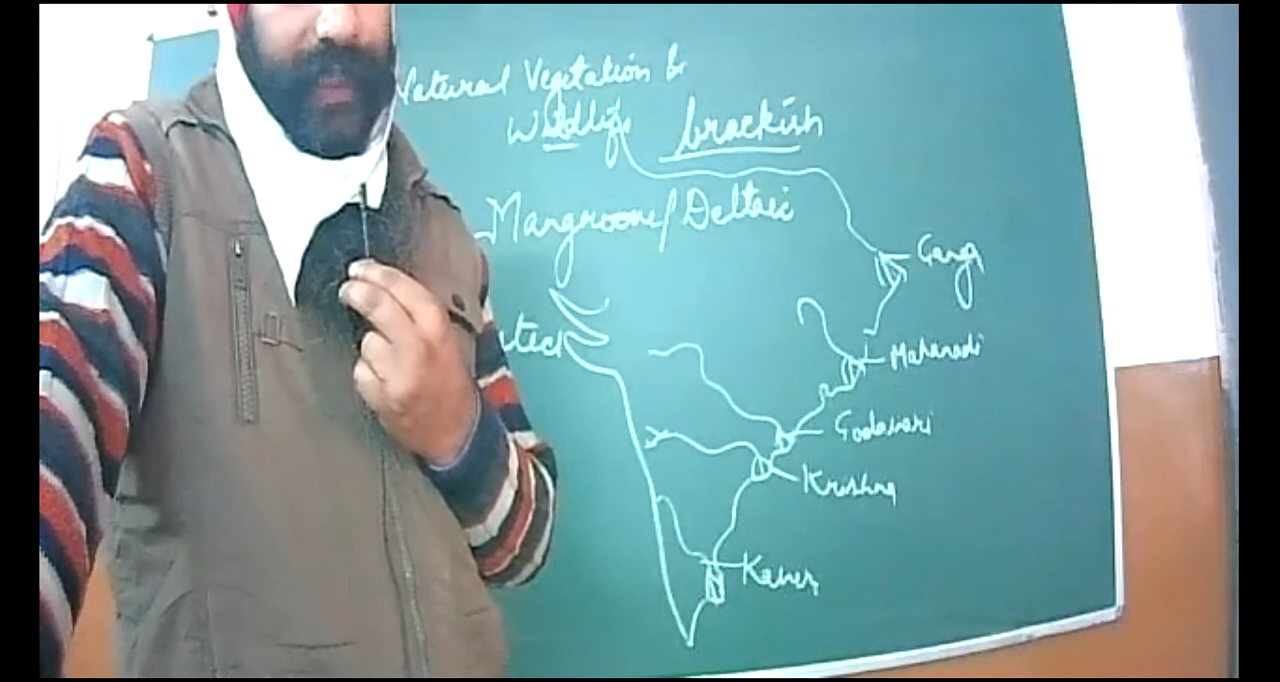 Natural Vegetation &
Wildlife brackish
Mangroove/Deltaic
Ganga
Mahanadi
Godavari
Krishna
Kaveri